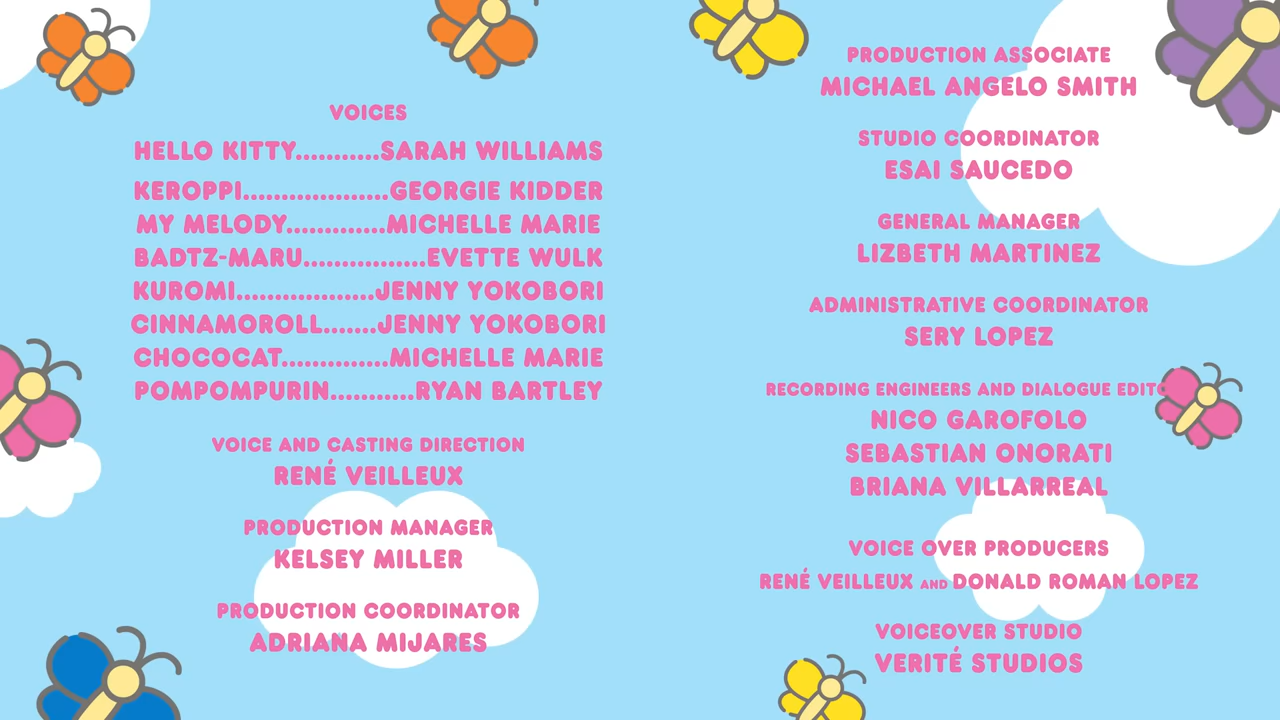 VOICES
HELLO KITTY...........SARAH WILLIAMS
KEROPPI...................GEORGIE KIDDER
MY MELODY.............MICHELLE MARIE
BADTZ-MARU................EVETTE WULK
KUROMI..................JENNY YOKOBORI
CINNAMOROLL.......JENNY YOKOBORI
CHOCOCAT..............MICHELLE MARIE
POMPOMPURIN...........RYAN BARTLEY
VOICE AND CASTING DIRECTION
RENÉ VEILLEUX
PRODUCTION MANAGER
KELSEY MILLER
PRODUCTION COORDINATOR
ADRIANA MIJARES
PRODUCTION ASSOCIATE
MICHAEL ANGELO SMITH
STUDIO COORDINATOR
ESAI SAUCEDO
GENERAL MANAGER
LIZBETH MARTINEZ
ADMINISTRATIVE COORDINATOR
SERY LOPEZ
RECORDING ENGINEERS AND DIALOGUE
NICO GAROFOLO
SEBASTIAN ONORATI
BRIANA VILLARREAL
VOICE OVER PRODUCERS
RENÉ VEILLEUX AND DONALD ROMAN LOPEZ
VOICEOVER STUDIO
VERITÉ STUDIOS